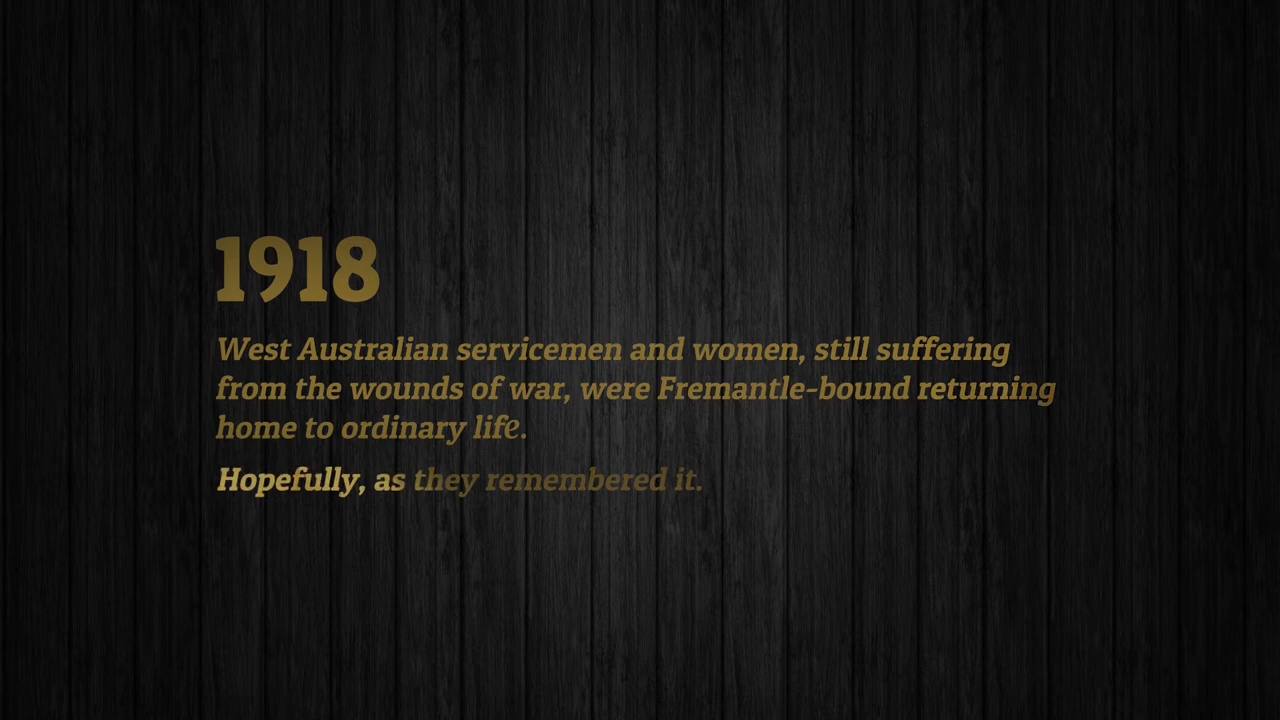 1918
West Australian servicemen and women, still suffering
from the wounds of war, were Fremantle-bound returning
home to ordinary life.
Hopefully, as they remembered it.